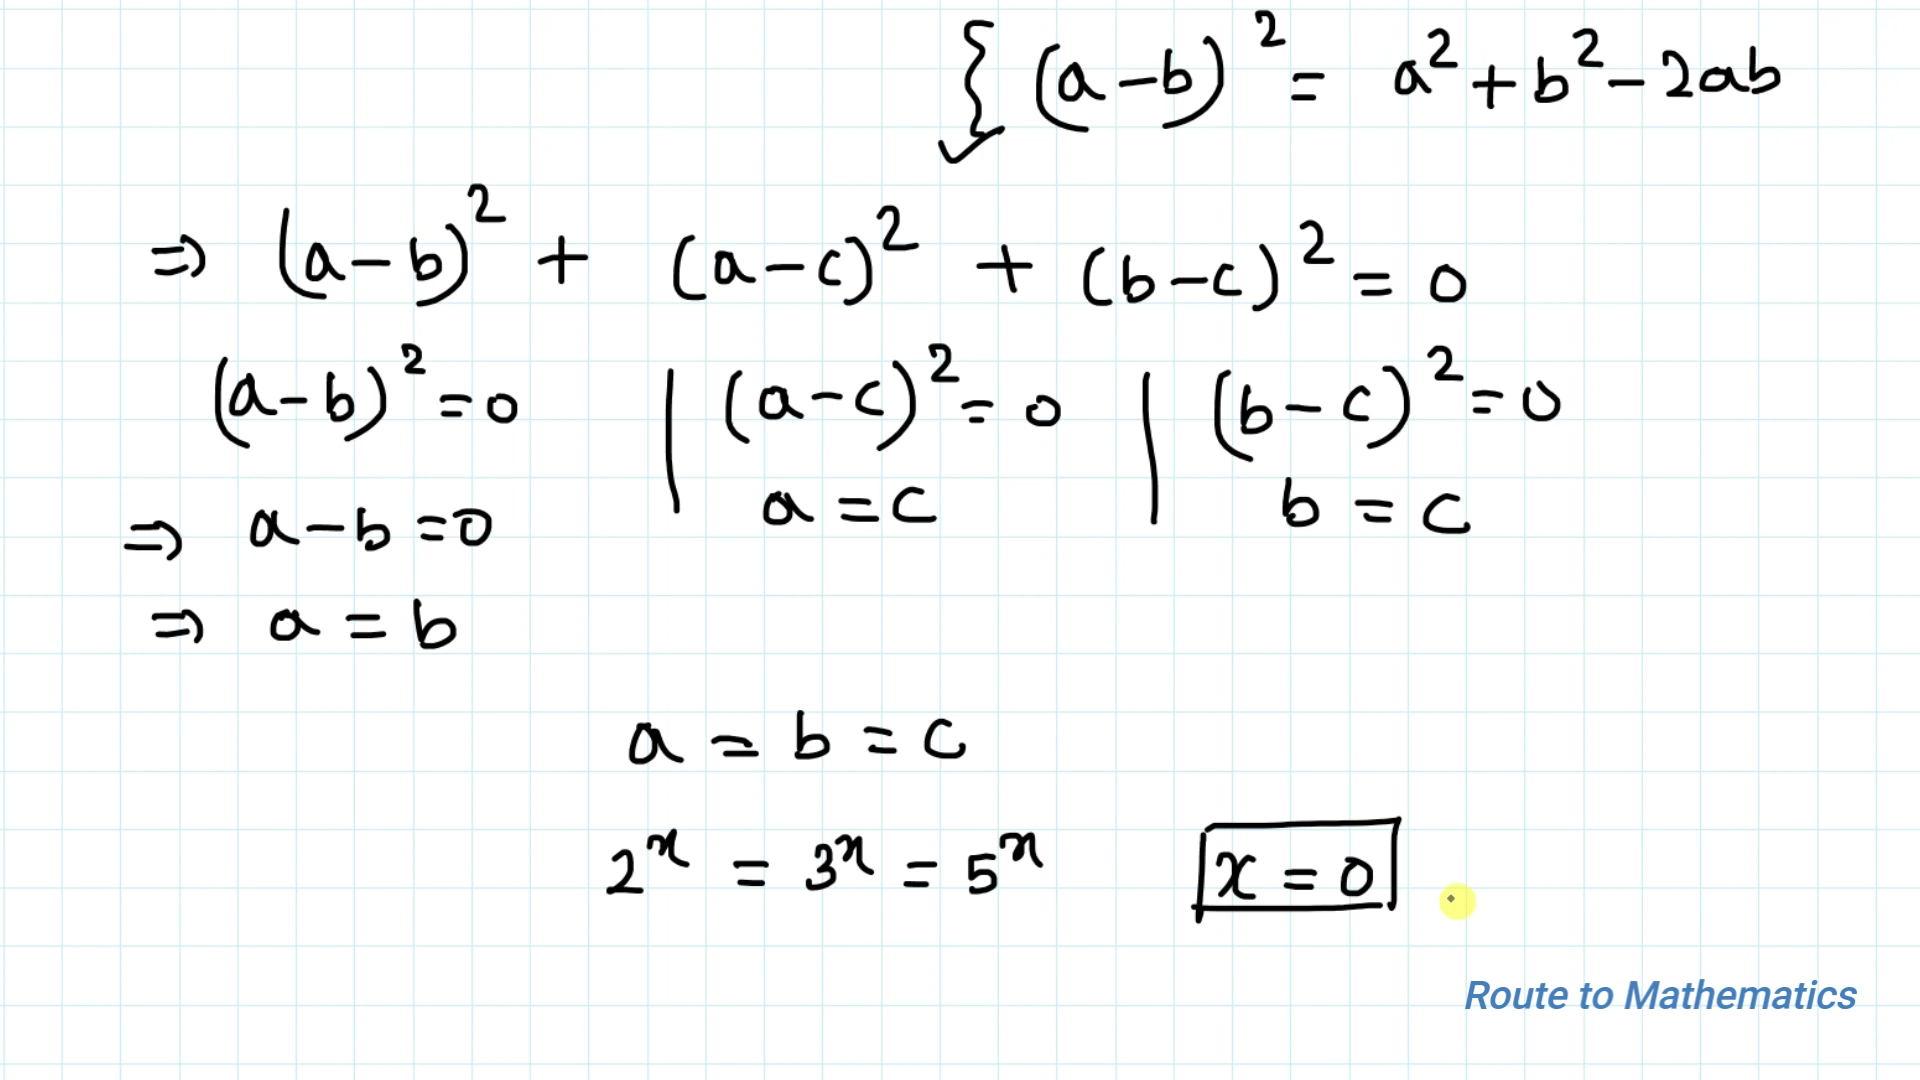 { (a-b)² = a² + b² - 2ab
⇒ (a-b)² + (a-c)² + (b-c)² = 0
(a-b)² = 0 | (a-c)² = 0 | (b-c)² = 0
⇒ a-b = 0 a = c b = c
⇒ a = b
a = b = c
2ˣ = 3ˣ = 5ˣ x = 0
Route to Mathematics